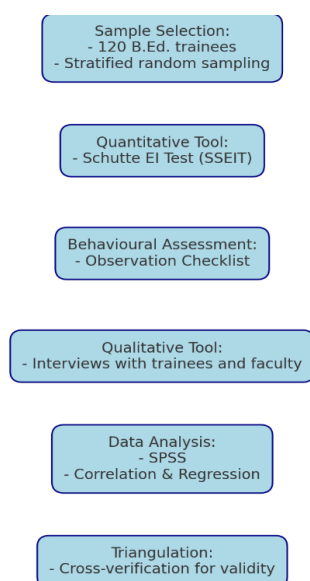 Sample Selection:
- 120 B.Ed. trainees
- Stratified random sampling
Quantitative Tool:
- Schutte EI Test (SSEIT)
Behavioural Assessment:
- Observation Checklist
Qualitative Tool:
- Interviews with trainees and faculty
Data Analysis:
- SPSS
- Correlation & Regression
Triangulation:
- Cross-verification for validity